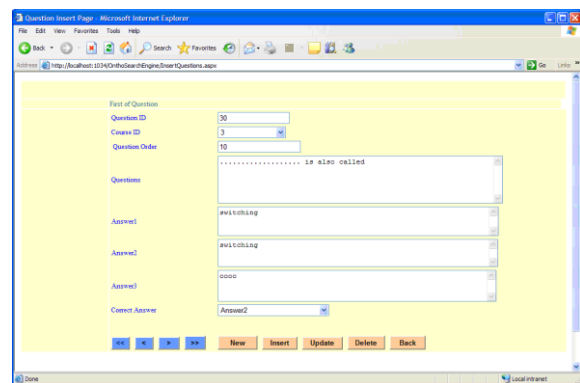 Question Insert Page - Microsoft Internet Explorer
File Edit View Favorites Tools Help
Back Search Favorites
Address http://localhost:1034/OnthoSearchEngine/InsertQuestions.aspx Go Links »
First of Question
Question ID 30
Course ID 3
Question Order 10
Questions .................. is also called
Answer1 switching
Answer2 switching
Answer3 cccc
Correct Answer Answer2
<< < > >> New Insert Update Delete Back
Done Local intranet